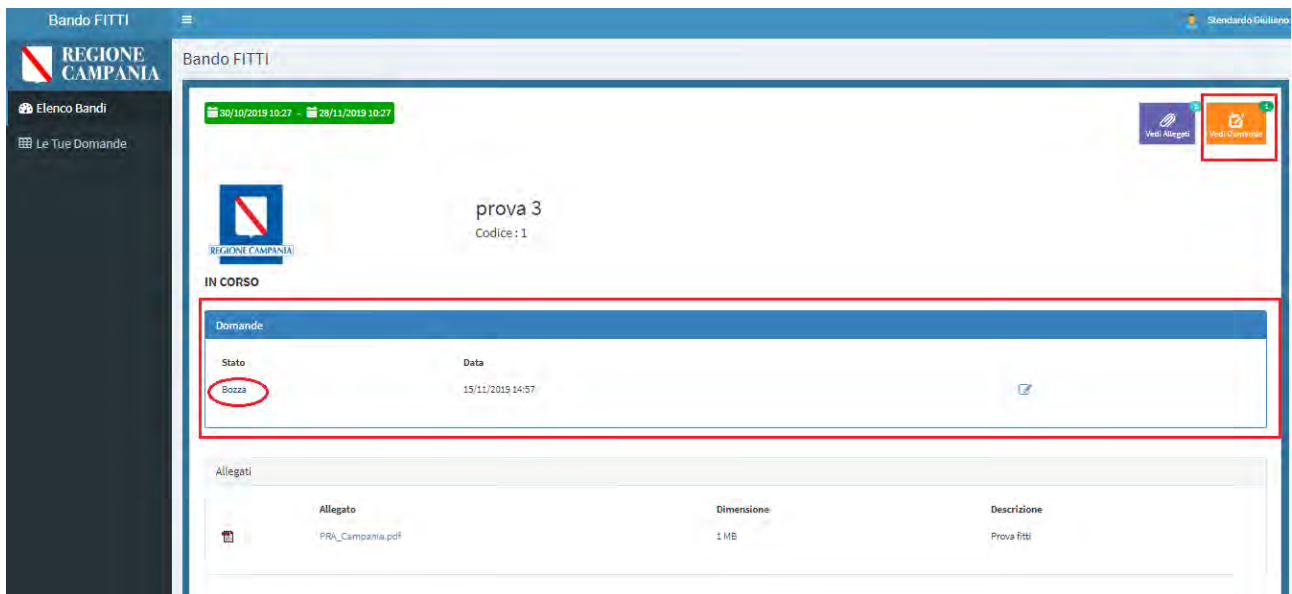 Bando FITTI
Stendardo Giuliano
REGIONE
CAMPANIA
Bando FITTI
Elenco Bandi
Le Tue Domande
30/10/2019 10:27 - 28/11/2019 10:27
1
1
Vedi Allegati
Vedi
prova 3
Codice : 1
REGIONE CAMPANIA
IN CORSO
Domande
Stato Data
Bozza 15/11/2019 14:57
Allegati
Allegato Dimensione Descrizione
PRA_Campania.pdf 1 MB Prova fitti